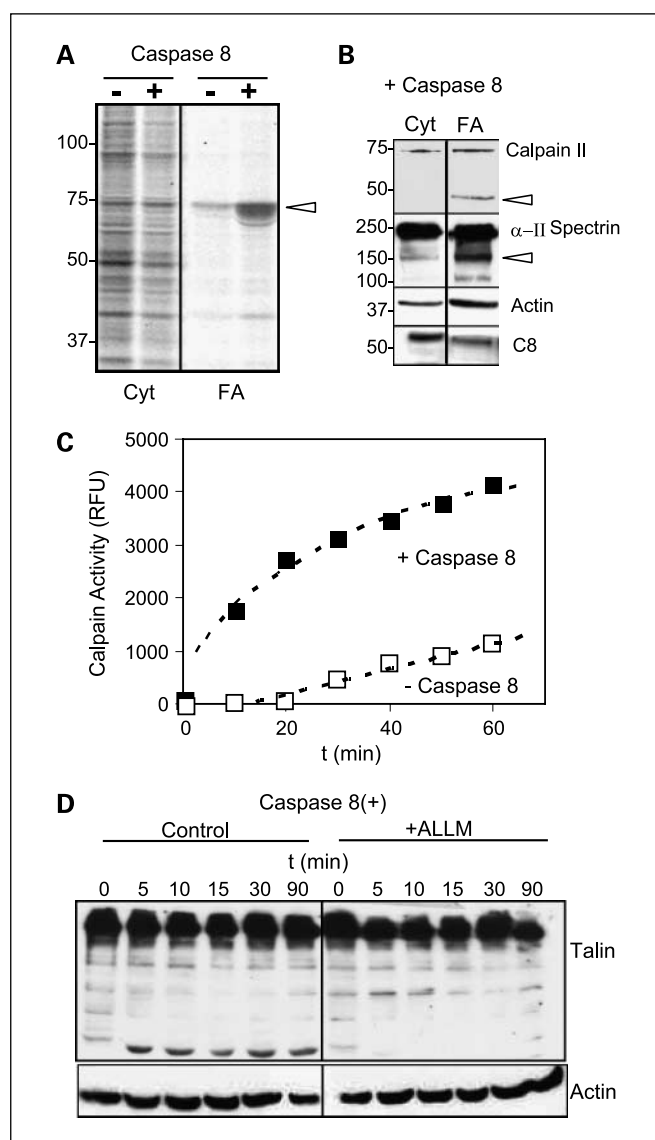 A
Caspase 8
- + - +
100
75
50
37
Cyt FA
B
+ Caspase 8
Cyt FA
75
Calpain II
50
250
α-II Spectrin
150
100
37
Actin
50
C8
C
5000
4000
3000
2000
1000
0
Calpain Activity (RFU)
+ Caspase 8
- Caspase 8
0 20 40 60
t (min)
D
Caspase 8(+)
Control +ALLM
t (min)
0 5 10 15 30 90 0 5 10 15 30 90
Talin
Actin